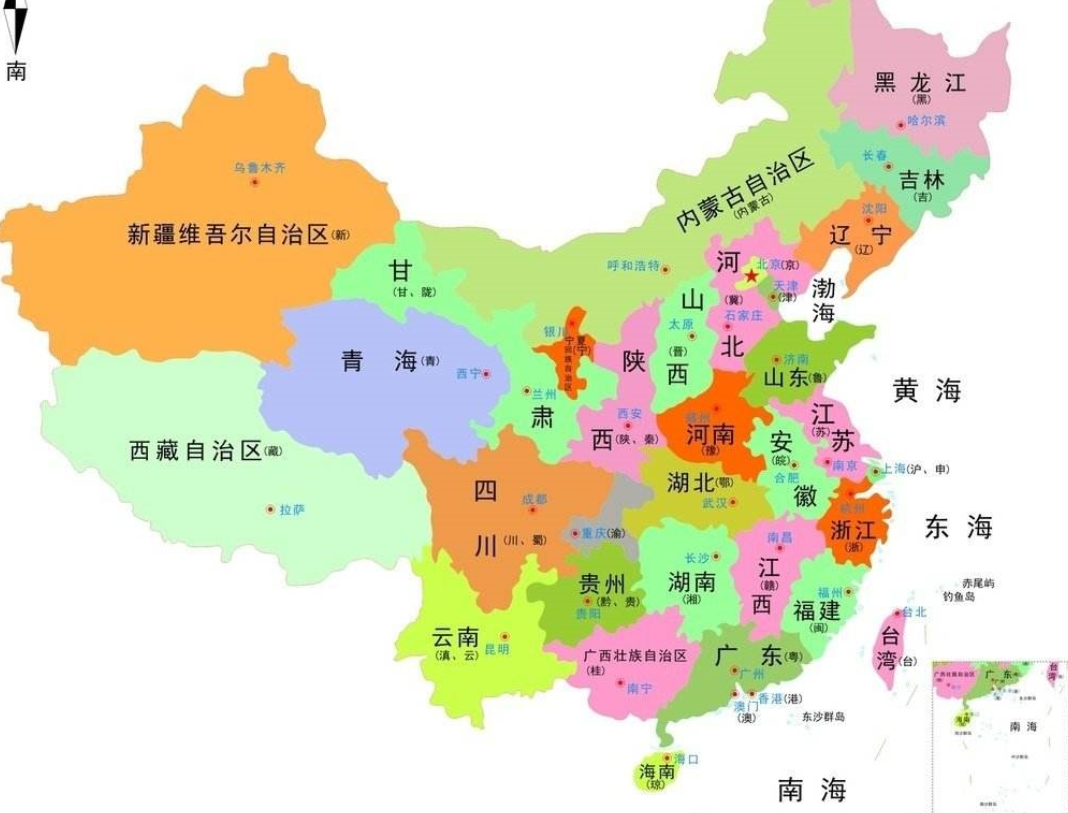 南
黑龙江
(黑)
哈尔滨
长春
吉林
(吉)
沈阳
辽宁
(辽)
内蒙古自治区
(内蒙古)
呼和浩特
乌鲁木齐
新疆维吾尔自治区(新)
甘
(甘、陇)
肃
兰州
青海(青)
西宁
银川
宁夏
回族自治区
(宁)
陕
西(陕、秦)
西安
山
太原
(晋)
西
河
(冀)
石家庄
北
北京(京)
天津
(津)
渤
海
济南
山东(鲁)
黄海
西藏自治区(藏)
拉萨
四
成都
川(川、蜀)
重庆(渝)
郑州
河南
(豫)
湖北(鄂)
武汉
安
(皖)
合肥
徽
江
(苏)
苏
南京
上海(沪、申)
杭州
浙江
(浙)
东海
南昌
江
(赣)
西
长沙
湖南
(湘)
贵州
(黔、贵)
贵阳
云南
(滇、云)
昆明
福州
福建
(闽)
赤尾屿
钓鱼岛
台北
台
湾(台)
广西壮族自治区
(桂)
南宁
广东(粤)
广州
香港(港)
澳门
(澳)
东沙群岛
海口
海南
(琼)
南海
广西壮族自治区
广东
台
湾
海南
南海